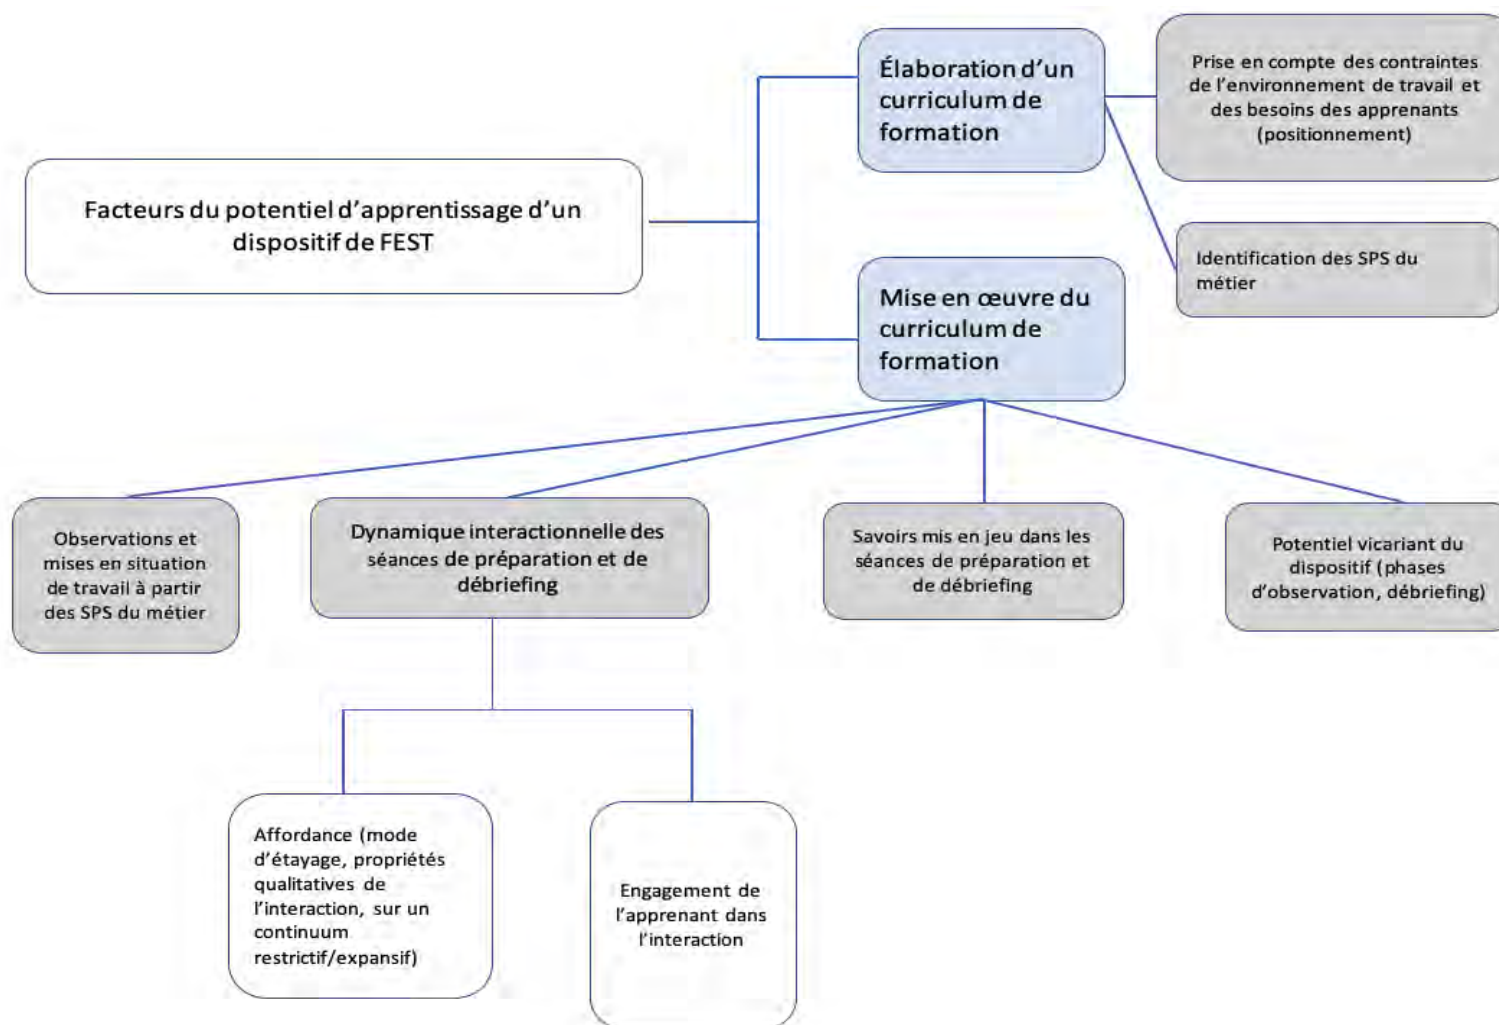 Élaboration d'un
curriculum de
formation
Prise en compte des contraintes
de l'environnement de travail et
des besoins des apprenants
(positionnement)
Facteurs du potentiel d'apprentissage d'un
dispositif de FEST
Identification des SPS du
métier
Mise en œuvre du
curriculum de
formation
Observations et
mises en situation
de travail à partir
des SPS du métier
Dynamique interactionnelle des
séances de préparation et de
débriefing
Savoirs mis en jeu dans les
séances de préparation et
de débriefing
Potentiel vicariant du
dispositif (phases
d'observation, débriefing)
Affordance (mode
d'étayage, propriétés
qualitatives de
l'interaction, sur un
continuum
restrictif/expansif)
Engagement de
l'apprenant dans
l'interaction